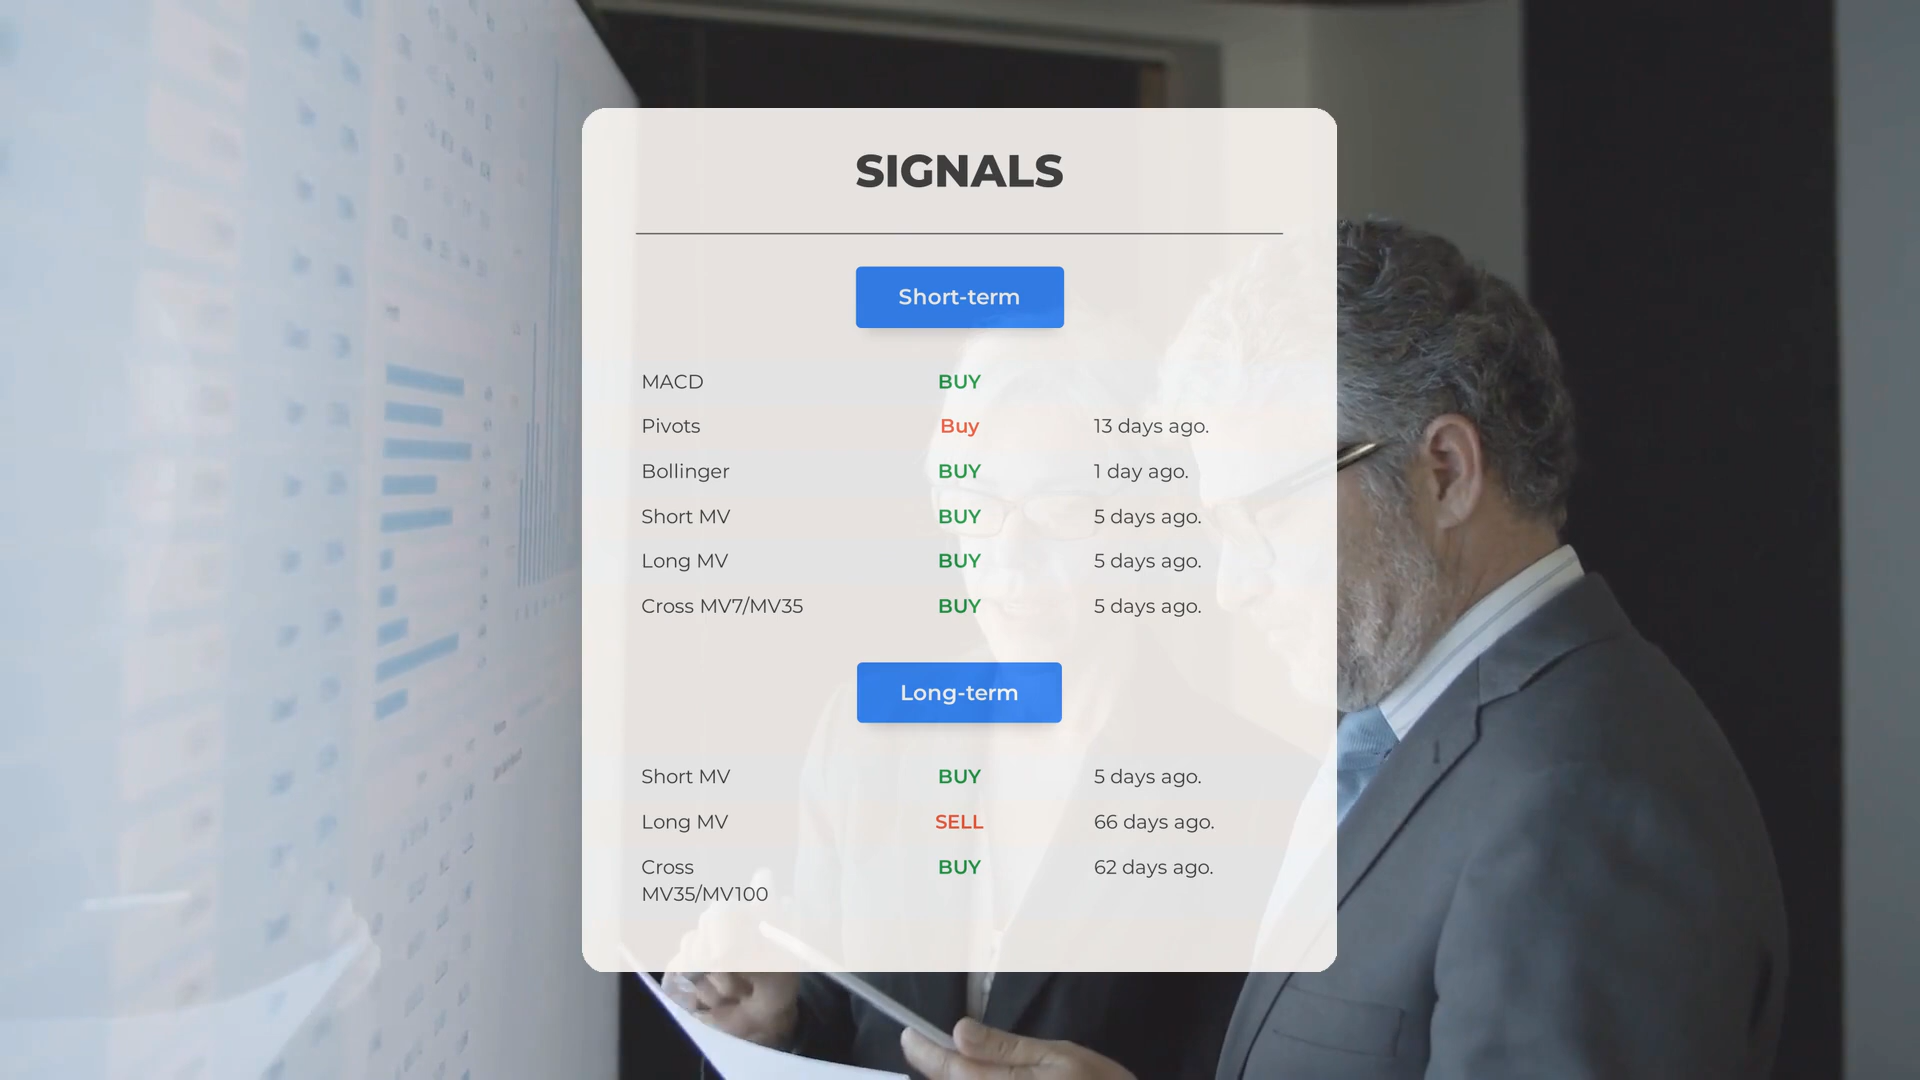 SIGNALS
Short-term
MACD BUY
Pivots Buy 13 days ago.
Bollinger BUY 1 day ago.
Short MV BUY 5 days ago.
Long MV BUY 5 days ago.
Cross MV7/MV35 BUY 5 days ago.
Long-term
Short MV BUY 5 days ago.
Long MV SELL 66 days ago.
Cross BUY 62 days ago.
MV35/MV100